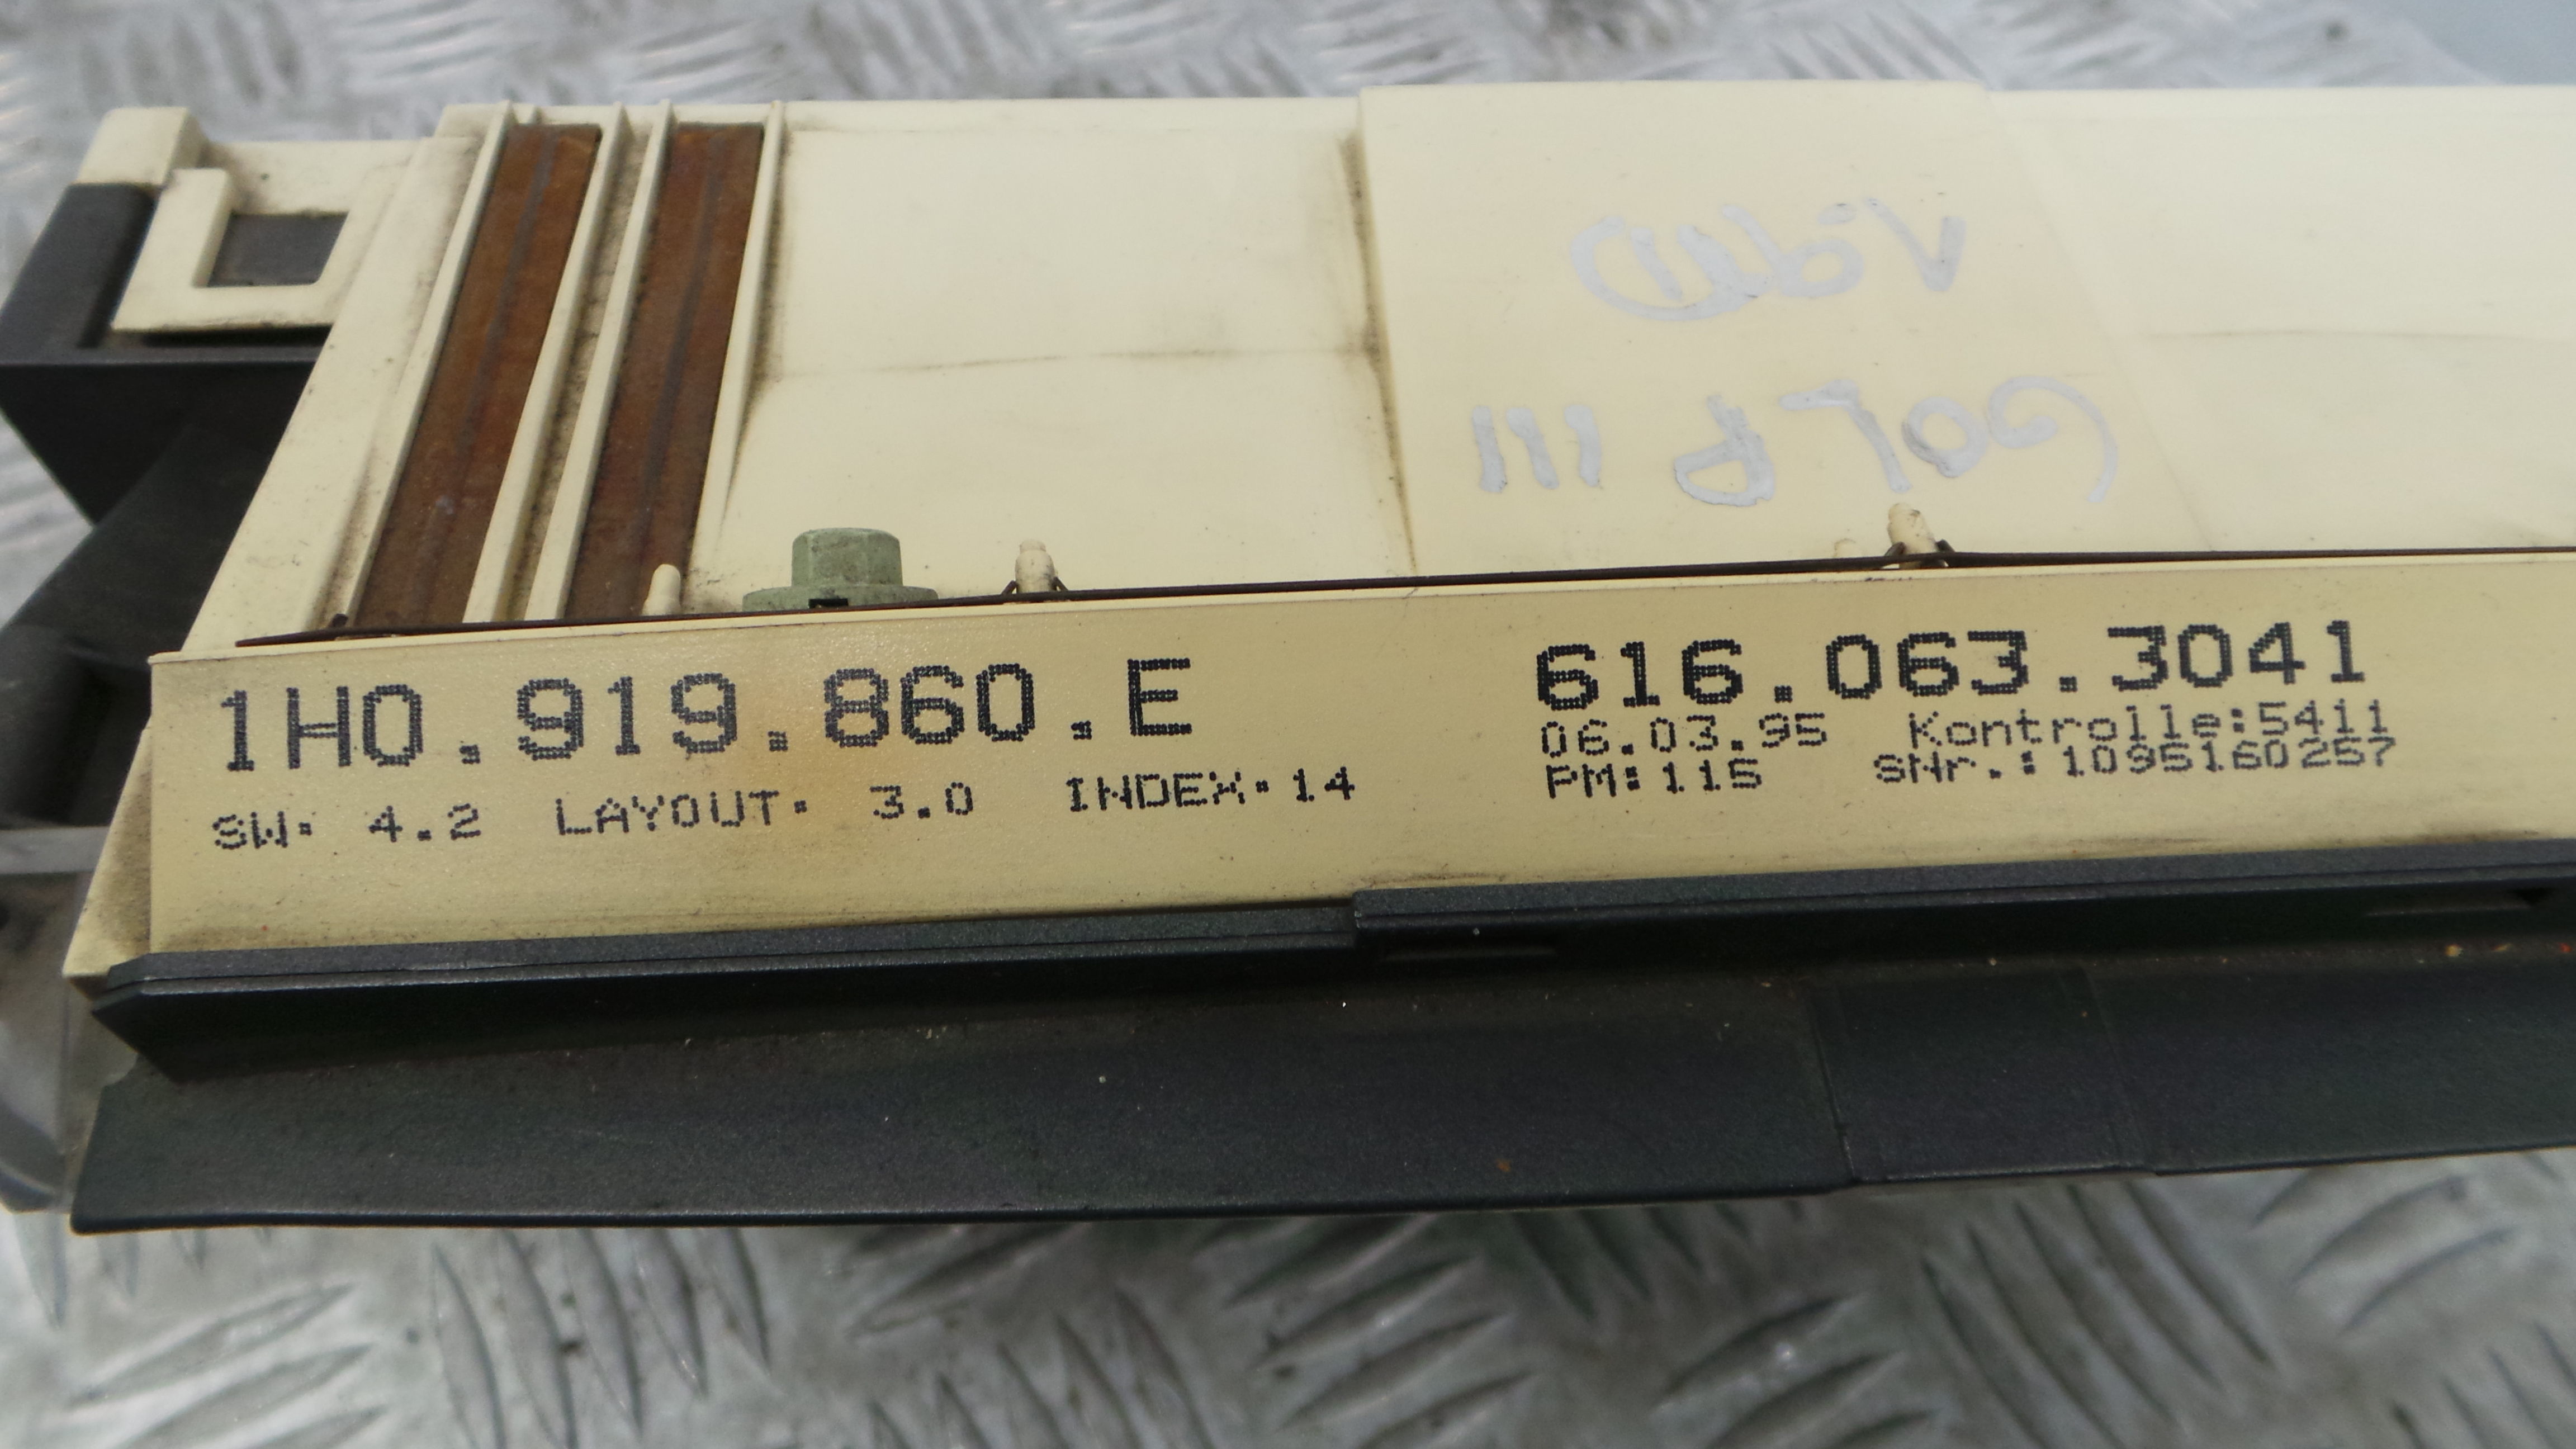 GOLF III
1H0.919.860.E
SW: 4.2 LAYOUT: 3.0 INDEX:14
616.063.3041
06.03.95 Kontrolle:5411
PM:115 SNr.:1095160257